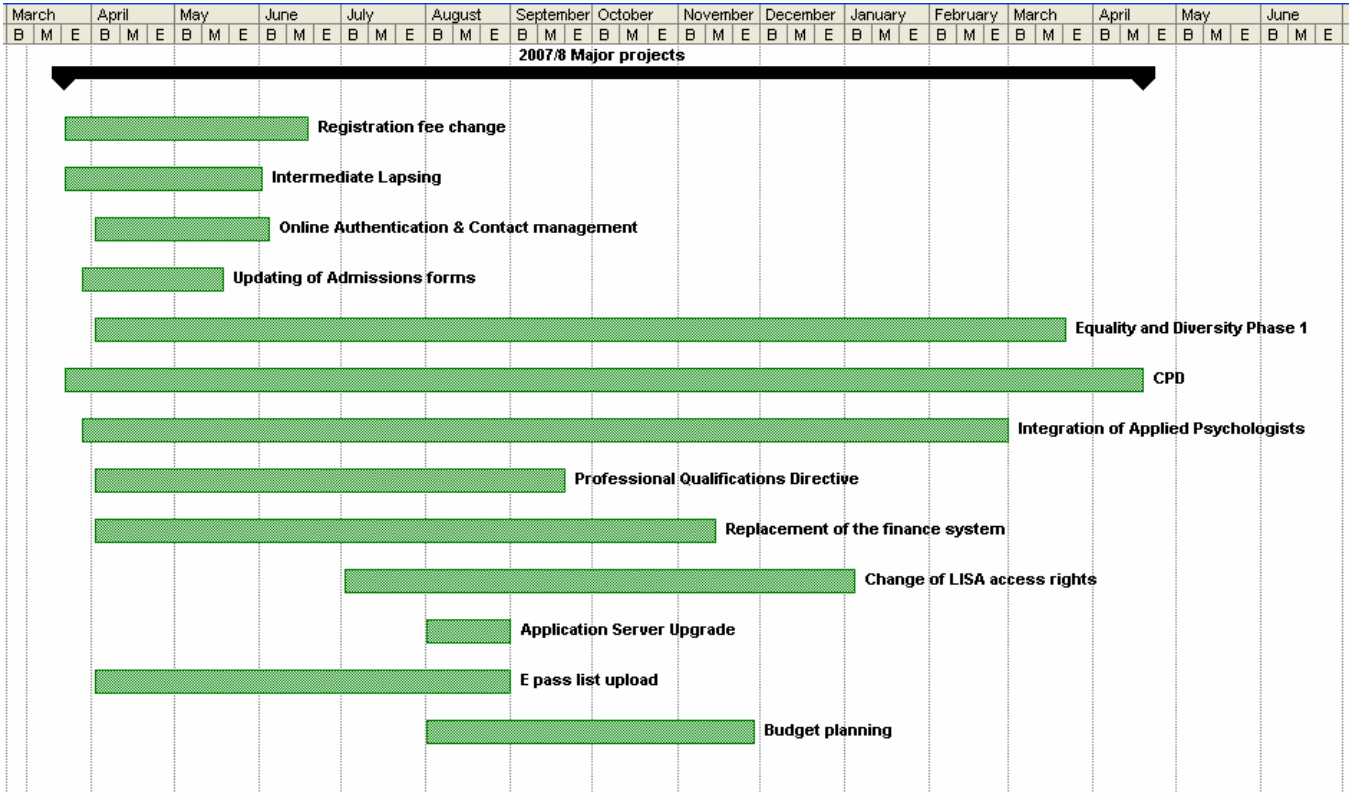 March April May June July August September October November December January February March April May June
B M E B M E B M E B M E B M E B M E B M E B M E B M E B M E B M E B M E B M E B M E B M E B M E
2007/8 Major projects
Registration fee change
Intermediate Lapsing
Online Authentication & Contact management
Updating of Admissions forms
Equality and Diversity Phase 1
CPD
Integration of Applied Psychologists
Professional Qualifications Directive
Replacement of the finance system
Change of LISA access rights
Application Server Upgrade
E pass list upload
Budget planning